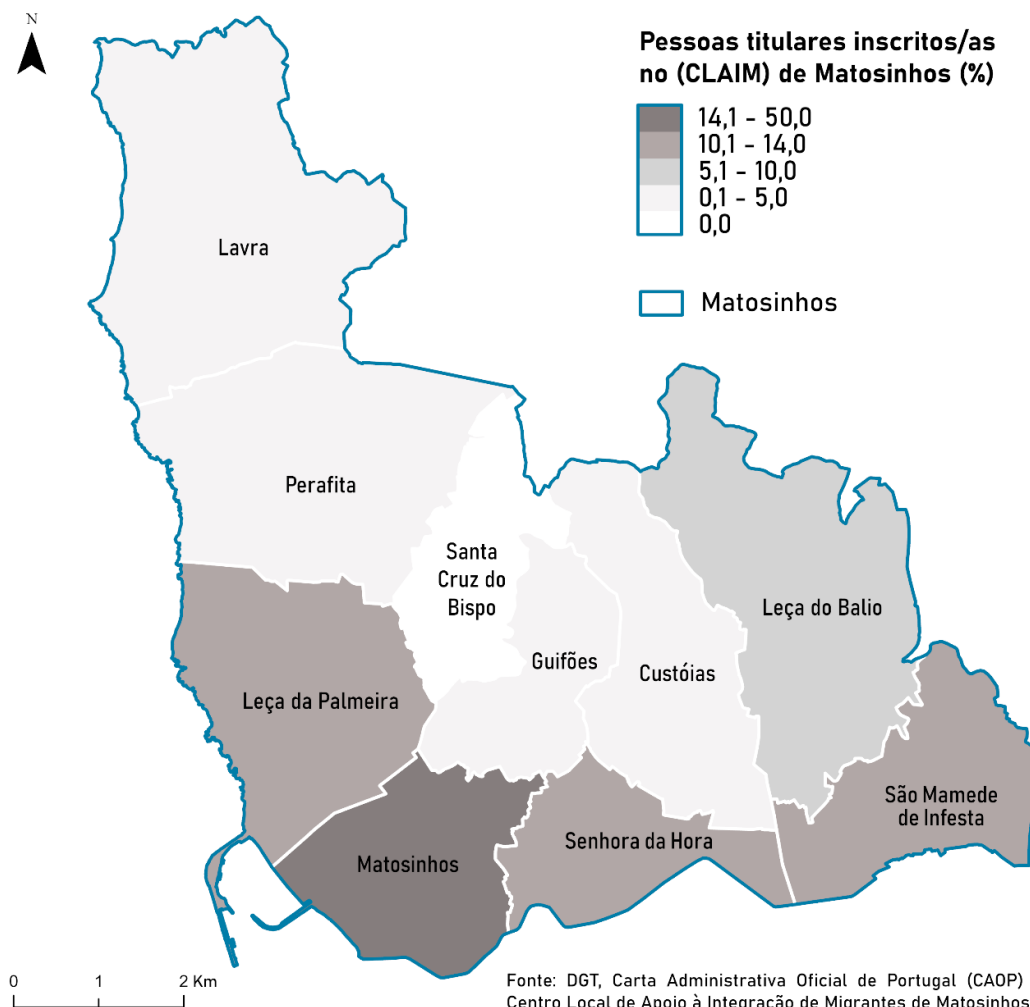 N
Pessoas titulares inscritos/as
no (CLAIM) de Matosinhos (%)
14,1 - 50,0
10,1 - 14,0
5,1 - 10,0
0,1 - 5,0
0,0
Matosinhos
Lavra
Perafita
Santa
Cruz do
Bispo
Leça do Balio
Guifões
Custóias
Leça da Palmeira
São Mamede
de Infesta
Senhora da Hora
Matosinhos
0 1 2 Km
Fonte: DGT, Carta Administrativa Oficial de Portugal (CAOP)
Centro Local de Apoio à Integração de Migrantes de Matosinhos